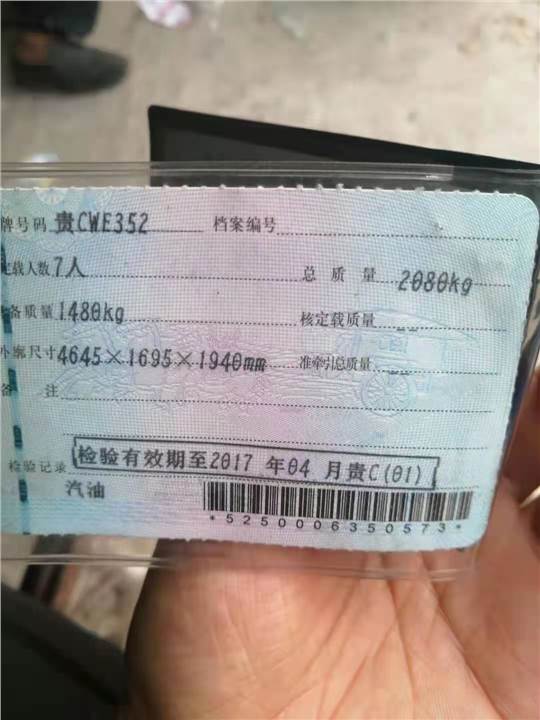 牌号码 贵CWE352 档案编号
定载人数 7人 总质量 2080kg
备质量 1480kg 核定载质量 --
外廓尺寸 4645×1695×1940mm 准牵引总质量 --
备注
检验记录 检验有效期至2017年04月贵C(01)
汽油
*5250006350573*